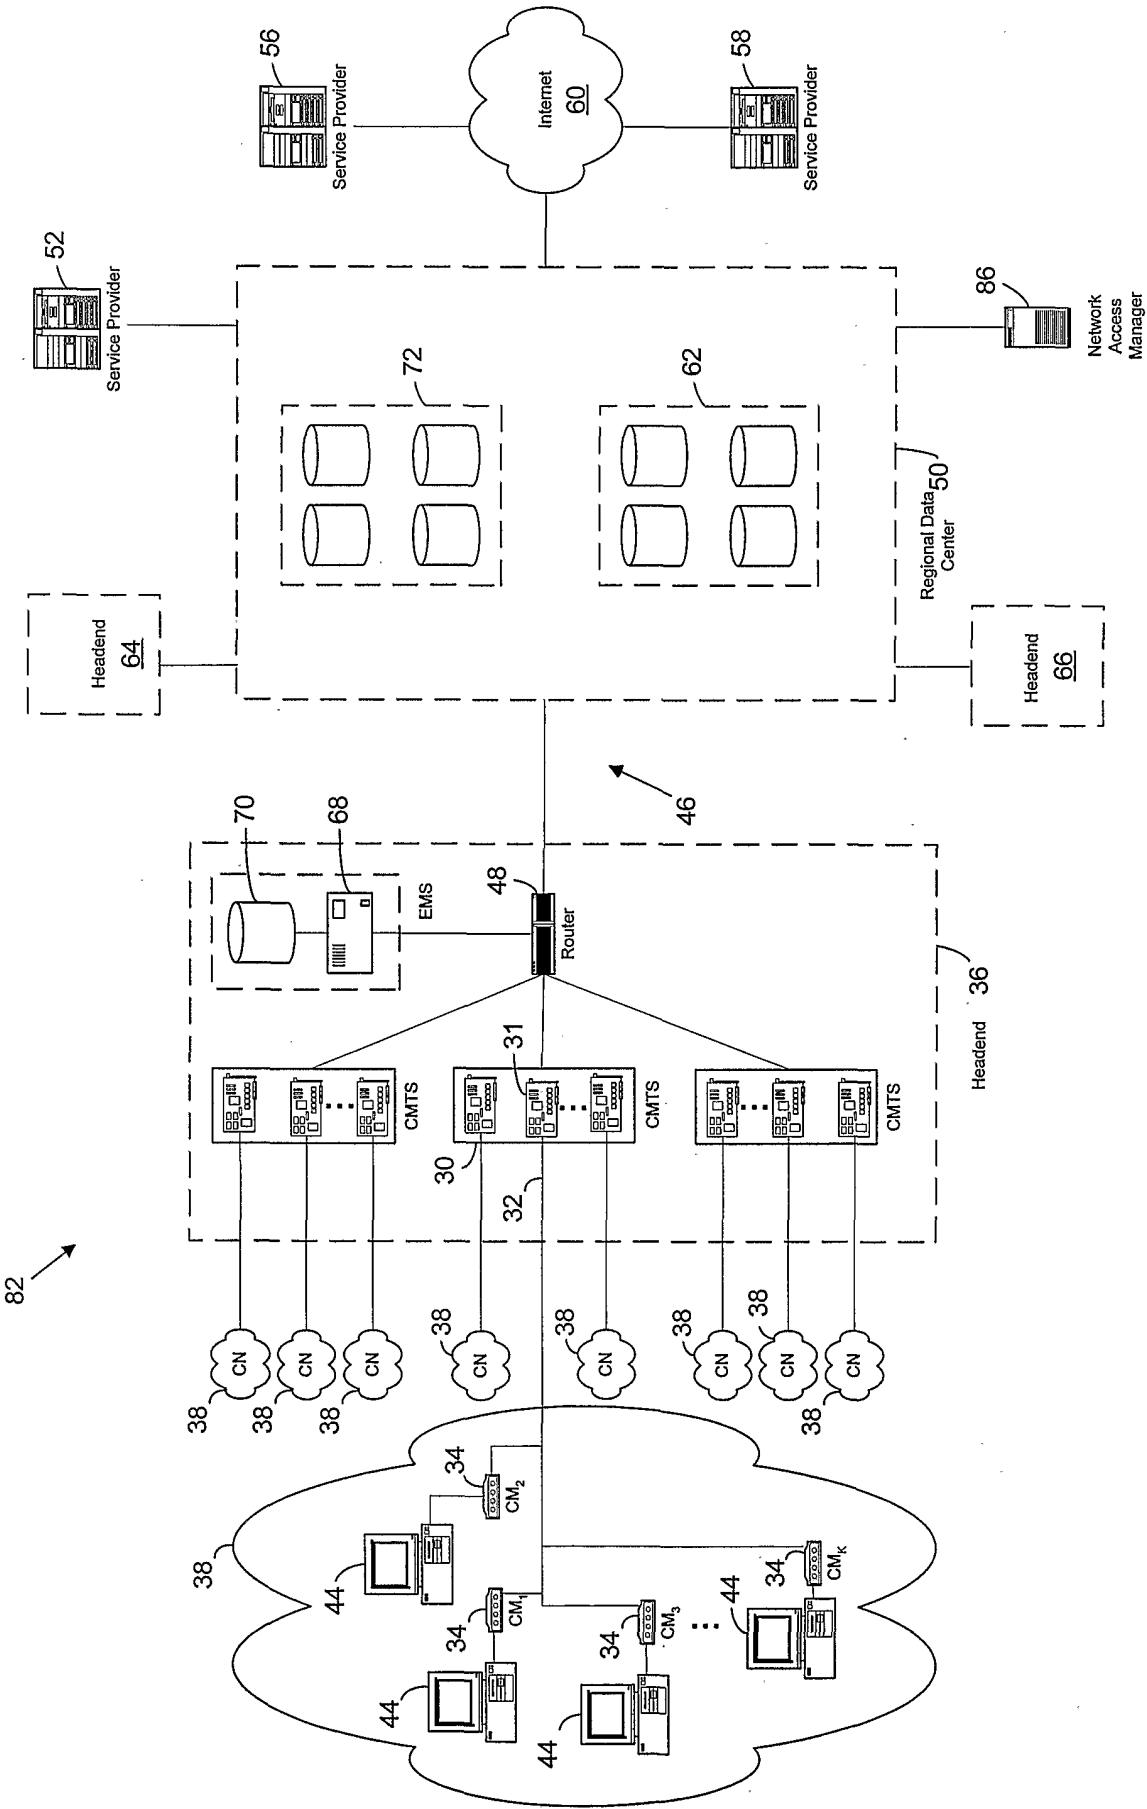 82
52
Service Provider
Headend
64
56
Service Provider
70
68
EMS
72
38
CN
38
CN
38
CN
CMTS
38
44
34
CM2
44
34
CM1
30
38
CN
31
32
48
Router
Internet
60
38
CN
CMTS
44
34
CM3
46
62
58
Service Provider
38
CN
38
CN
38
CN
CMTS
44
34
CMK
Regional Data
Center
50
Headend
36
86
Network
Access
Manager
Headend
66